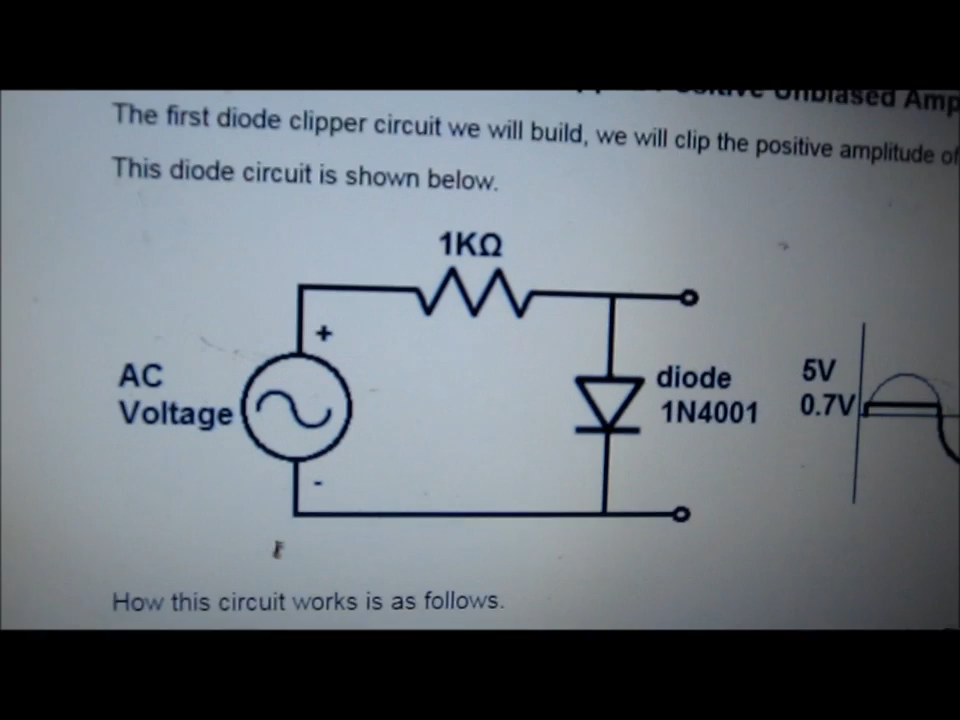 Positive Unbiased Amp
The first diode clipper circuit we will build, we will clip the positive amplitude of
This diode circuit is shown below.
1KΩ
+
AC
Voltage
diode
1N4001
5V
0.7V
-
How this circuit works is as follows.